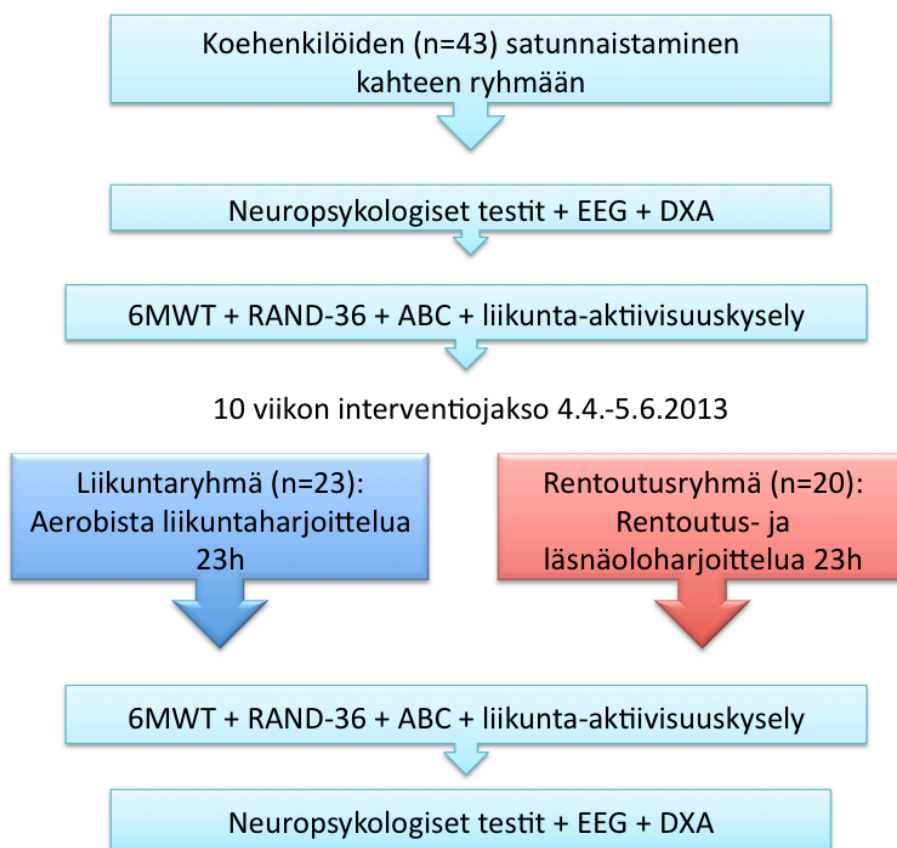 Koehenkilöiden (n=43) satunnaistaminen
kahteen ryhmään
Neuropsykologiset testit + EEG + DXA
6MWT + RAND-36 + ABC + liikunta-aktiivisuuskysely
10 viikon interventiojakso 4.4.-5.6.2013
Liikuntaryhmä (n=23):
Aerobista liikuntaharjoittelua
23h
Rentoutusryhmä (n=20):
Rentoutus- ja
läsnäoloharjoittelua 23h
6MWT + RAND-36 + ABC + liikunta-aktiivisuuskysely
Neuropsykologiset testit + EEG + DXA